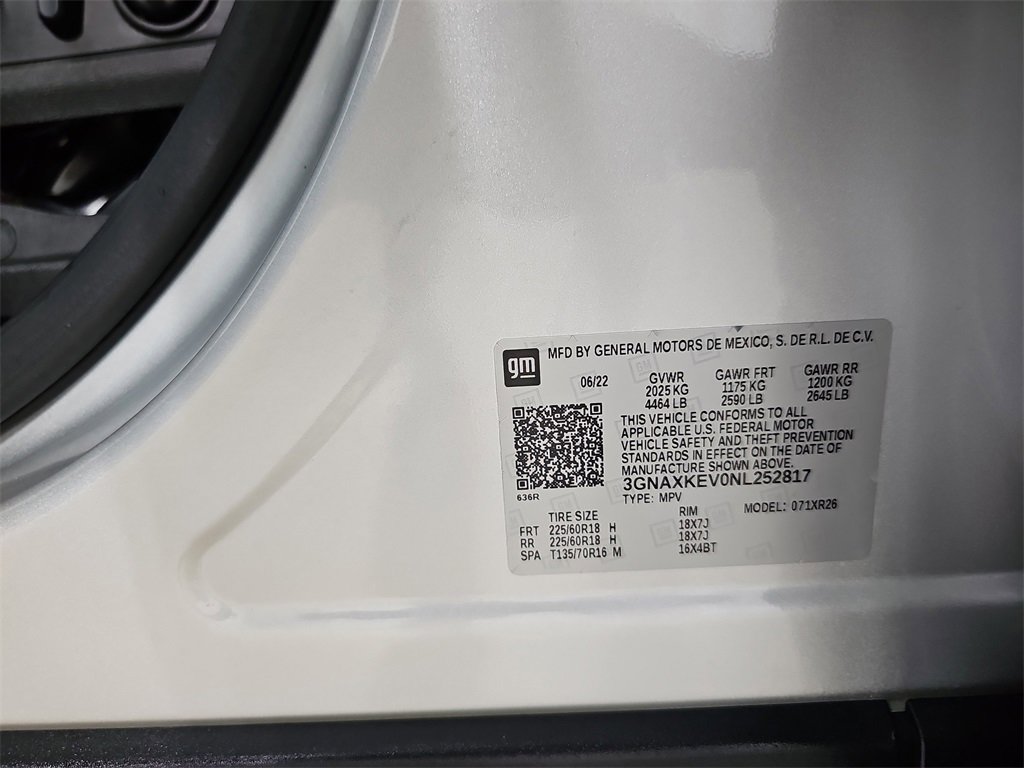 gm
MFD BY GENERAL MOTORS DE MEXICO, S. DE R.L. DE C.V.
06/22 GVWR GAWR FRT GAWR RR
2025 KG 1175 KG 1200 KG
4464 LB 2590 LB 2645 LB
THIS VEHICLE CONFORMS TO ALL
APPLICABLE U.S. FEDERAL MOTOR
VEHICLE SAFETY AND THEFT PREVENTION
STANDARDS IN EFFECT ON THE DATE OF
MANUFACTURE SHOWN ABOVE.
3GNAXKEV0NL252817
636R
TYPE: MPV MODEL: 071XR26
TIRE SIZE RIM
FRT 225/60R18 H 18X7J
RR 225/60R18 H 18X7J
SPA T135/70R16 M 16X4BT